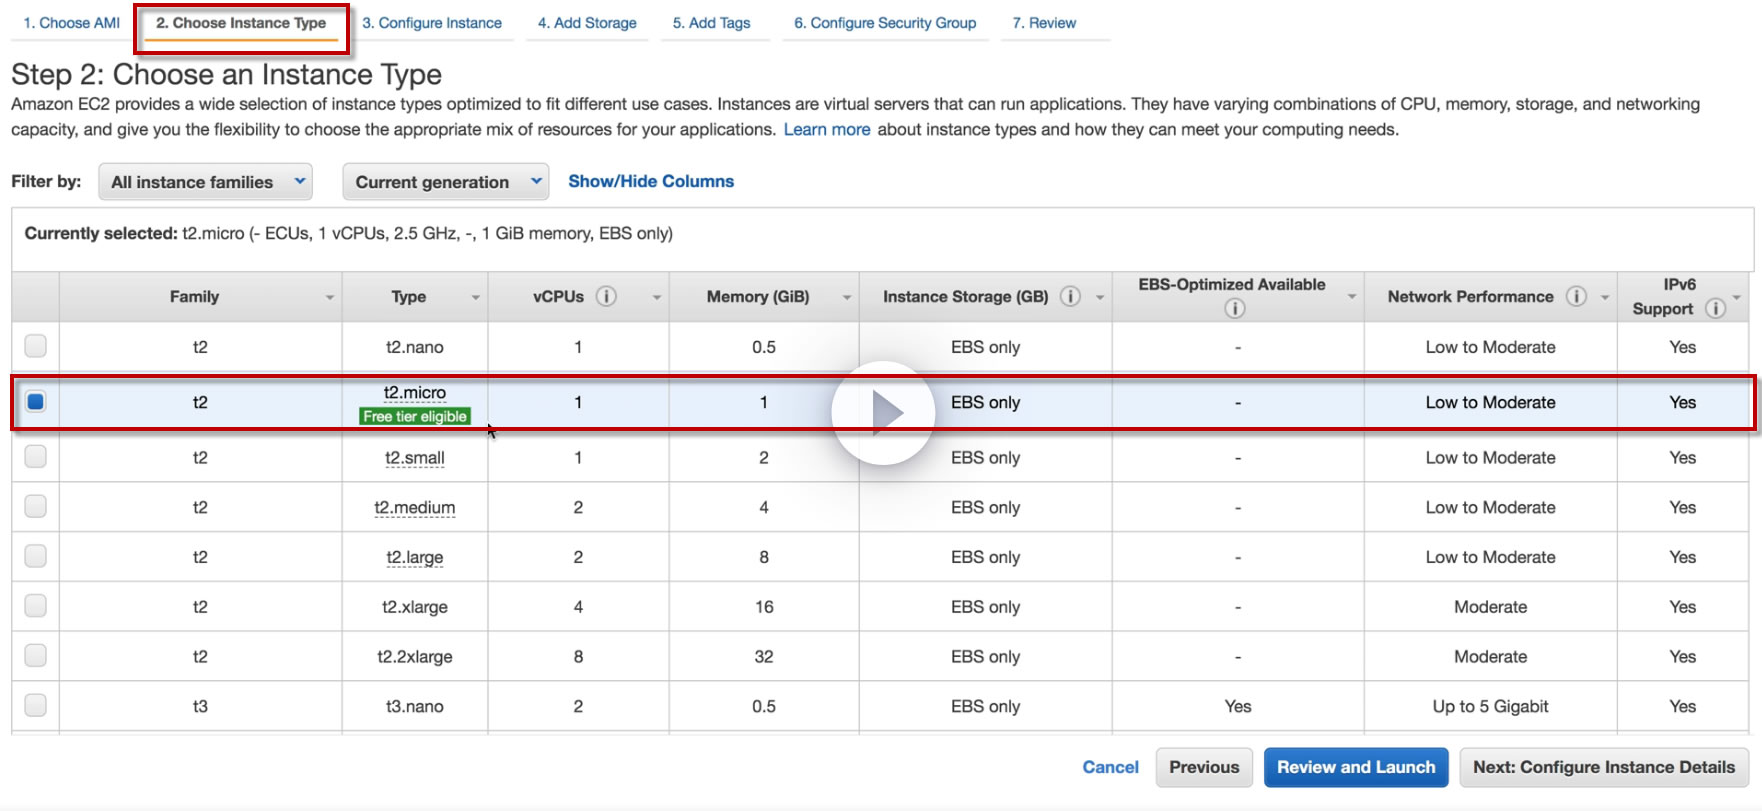 1. Choose AMI 2. Choose Instance Type 3. Configure Instance 4. Add Storage 5. Add Tags 6. Configure Security Group 7. Review
Step 2: Choose an Instance Type
Amazon EC2 provides a wide selection of instance types optimized to fit different use cases. Instances are virtual servers that can run applications. They have varying combinations of CPU, memory, storage, and networking
capacity, and give you the flexibility to choose the appropriate mix of resources for your applications. Learn more about instance types and how they can meet your computing needs.
Filter by: All instance families Current generation Show/Hide Columns
Currently selected: t2.micro (- ECUs, 1 vCPUs, 2.5 GHz, -, 1 GiB memory, EBS only)
Family Type vCPUs i Memory (GiB) Instance Storage (GB) i EBS-Optimized Available i Network Performance i IPv6 Support i
t2 t2.nano 1 0.5 EBS only - Low to Moderate Yes
t2 t2.micro Free tier eligible 1 1 EBS only - Low to Moderate Yes
t2 t2.small 1 2 EBS only - Low to Moderate Yes
t2 t2.medium 2 4 EBS only - Low to Moderate Yes
t2 t2.large 2 8 EBS only - Low to Moderate Yes
t2 t2.xlarge 4 16 EBS only - Moderate Yes
t2 t2.2xlarge 8 32 EBS only - Moderate Yes
t3 t3.nano 2 0.5 EBS only Yes Up to 5 Gigabit Yes
Cancel Previous Review and Launch Next: Configure Instance Details